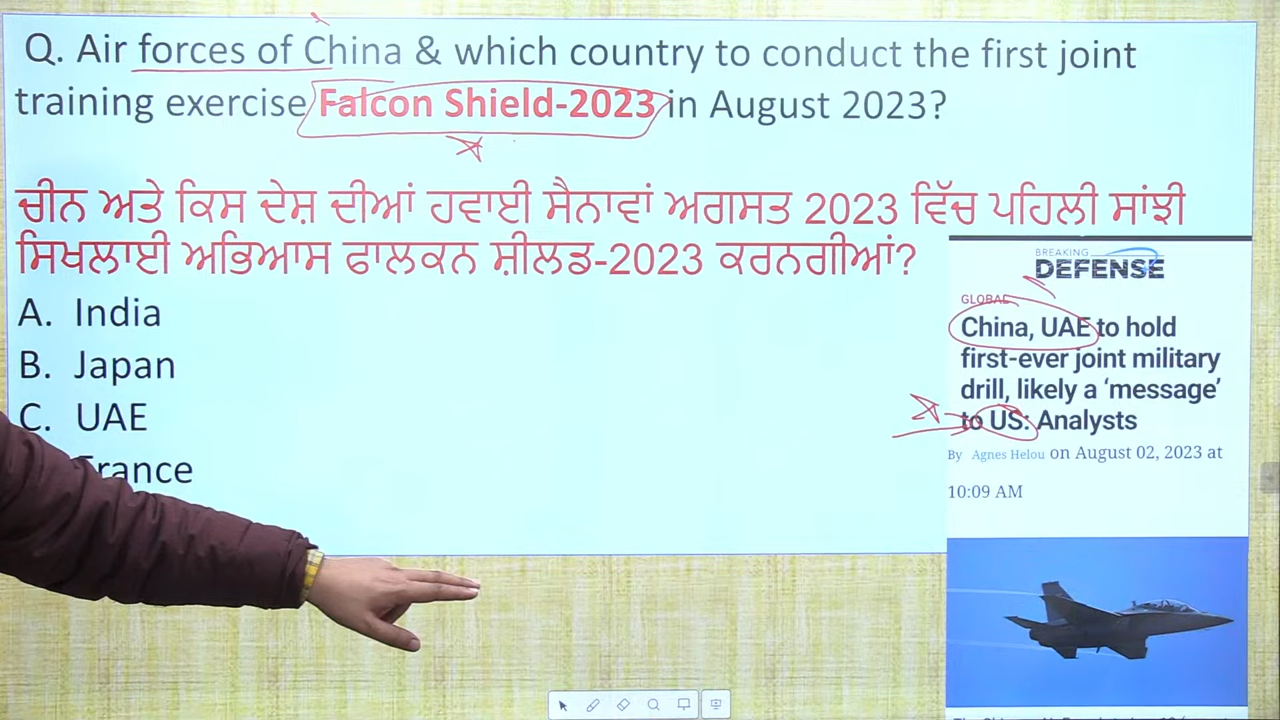 Q. Air forces of China & which country to conduct the first joint
training exercise Falcon Shield-2023 in August 2023?
ਚੀਨ ਅਤੇ ਕਿਸ ਦੇਸ਼ ਦੀਆਂ ਹਵਾਈ ਸੈਨਾਵਾਂ ਅਗਸਤ 2023 ਵਿੱਚ ਪਹਿਲੀ ਸਾਂਝੀ
ਸਿਖਲਾਈ ਅਭਿਆਸ ਫਾਲਕਨ ਸ਼ੀਲਡ-2023 ਕਰਨਗੀਆਂ?
A. India
B. Japan
C. UAE
France
BREAKING
DEFENSE
GLOBAL
China, UAE to hold
first-ever joint military
drill, likely a ‘message’
to US: Analysts
By Agnes Helou on August 02, 2023 at
10:09 AM